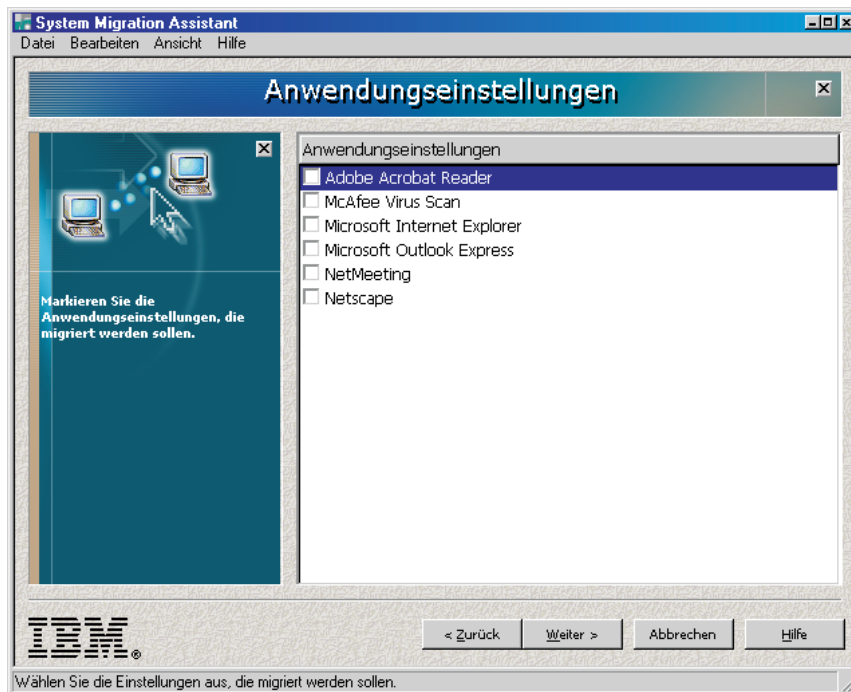 System Migration Assistant
Datei Bearbeiten Ansicht Hilfe
Anwendungseinstellungen
Markieren Sie die
Anwendungseinstellungen, die
migriert werden sollen.
Anwendungseinstellungen
Adobe Acrobat Reader
McAfee Virus Scan
Microsoft Internet Explorer
Microsoft Outlook Express
NetMeeting
Netscape
IBM®
< Zurück Weiter > Abbrechen Hilfe
Wählen Sie die Einstellungen aus, die migriert werden sollen.